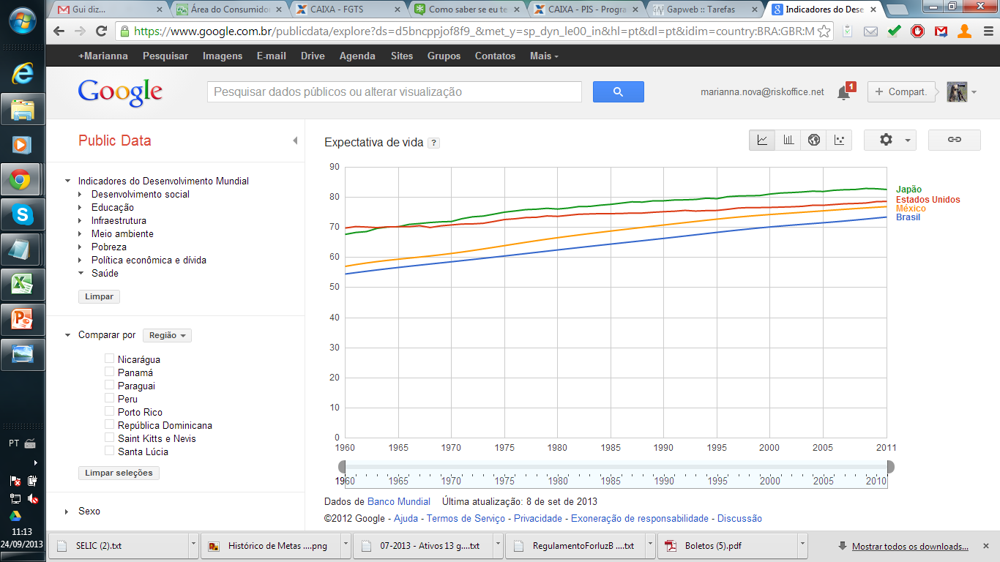 Gui diz...
Área do Consumido
CAIXA - FGTS
Como saber se eu te
CAIXA - PIS - Progra
Gapweb :: Tarefas
Indicadores do Dese
https://www.google.com.br/publicdata/explore?ds=d5bncppjof8f9_&met_y=sp_dyn_le00_in&hl=pt&dl=pt&idim=country:BRA:GBR:M
+Marianna Pesquisar Imagens E-mail Drive Agenda Sites Grupos Contatos Mais
Google
Pesquisar dados públicos ou alterar visualização
marianna.nova@riskoffice.net
1
+ Compart.
Public Data
Indicadores do Desenvolvimento Mundial
Desenvolvimento social
Educação
Infraestrutura
Meio ambiente
Pobreza
Política econômica e dívida
Saúde
Limpar
Comparar por Região
Nicarágua
Panamá
Paraguai
Peru
Porto Rico
República Dominicana
Saint Kitts e Nevis
Santa Lúcia
Limpar seleções
Sexo
Expectativa de vida ?
90
80
70
60
50
40
30
20
10
0
Japão
Estados Unidos
México
Brasil
1960 1965 1970 1975 1980 1985 1990 1995 2000 2005 2011
1960 1965 1970 1975 1980 1985 1990 1995 2000 2005 2010
Dados de Banco Mundial Última atualização: 8 de set de 2013
©2012 Google - Ajuda - Termos de Serviço - Privacidade - Exoneração de responsabilidade - Discussão
PT
11:13
24/09/2013
SELIC (2).txt
Histórico de Metas ....png
07-2013 - Ativos 13 g....txt
RegulamentoForluzB ....txt
Boletos (5).pdf
Mostrar todos os downloads...